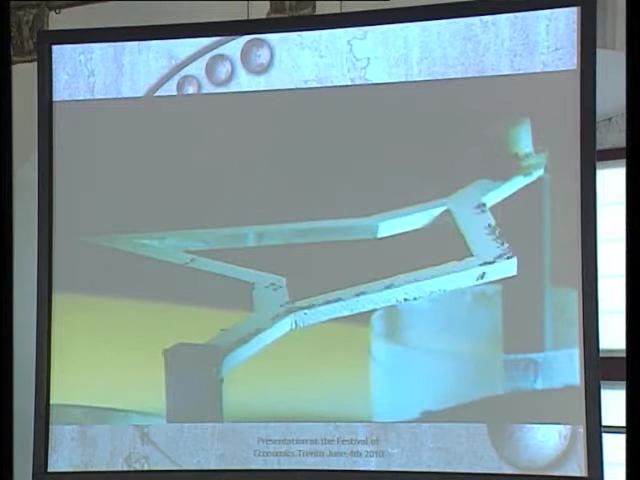 Presentation at the Festival of
Economics Trento June 4th 2010